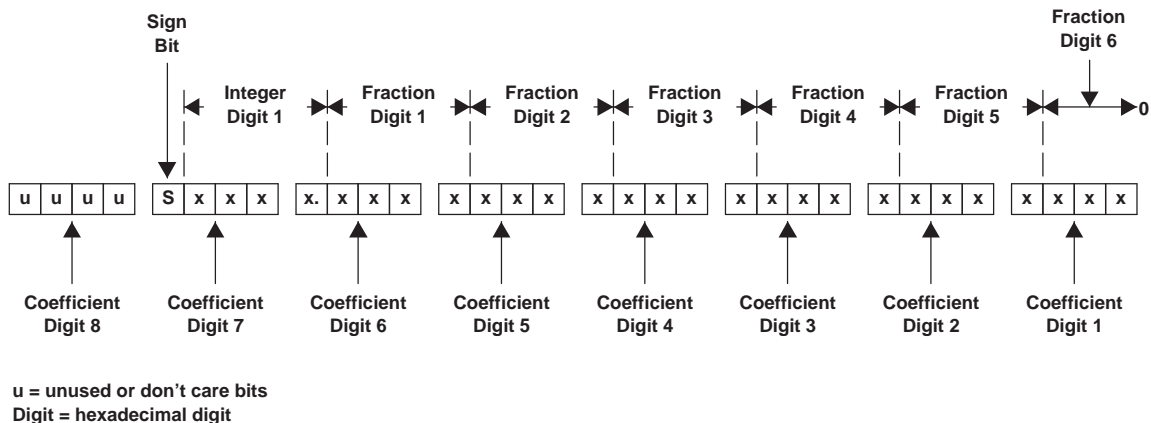 Sign
Bit
Fraction
Digit 6
Integer
Digit 1
Fraction
Digit 1
Fraction
Digit 2
Fraction
Digit 3
Fraction
Digit 4
Fraction
Digit 5
0
u u u u S x x x x. x x x x x x x x x x x x x x x x x x x x x x x
Coefficient
Digit 8
Coefficient
Digit 7
Coefficient
Digit 6
Coefficient
Digit 5
Coefficient
Digit 4
Coefficient
Digit 3
Coefficient
Digit 2
Coefficient
Digit 1
u = unused or don’t care bits
Digit = hexadecimal digit